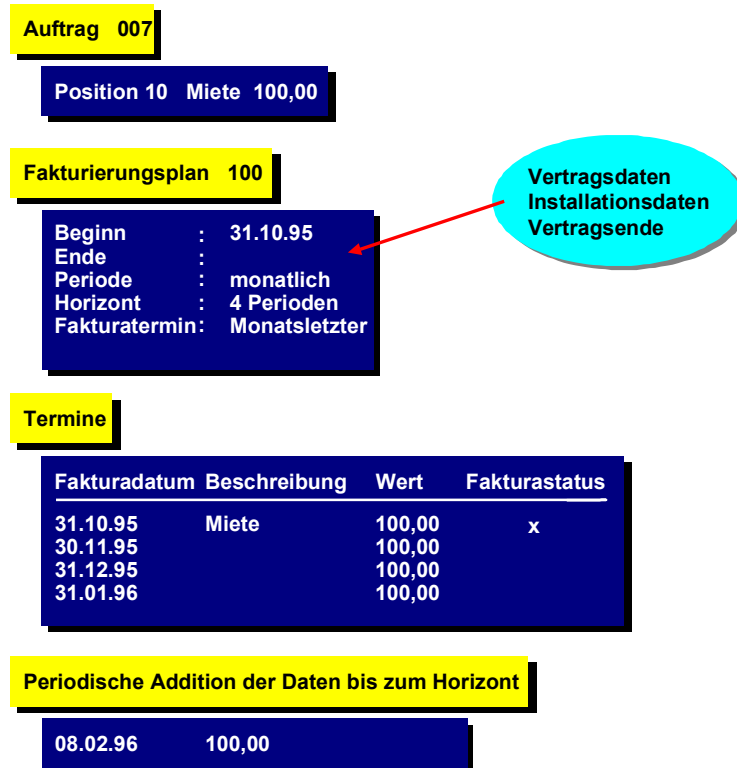 Auftrag 007
Position 10 Miete 100,00
Fakturierungsplan 100
Vertragsdaten
Installationsdaten
Vertragsende
Beginn : 31.10.95
Ende :
Periode : monatlich
Horizont : 4 Perioden
Fakturatermin: Monatsletzter
Termine
Fakturadatum Beschreibung Wert Fakturastatus
31.10.95 Miete 100,00 x
30.11.95 100,00
31.12.95 100,00
31.01.96 100,00
Periodische Addition der Daten bis zum Horizont
08.02.96 100,00